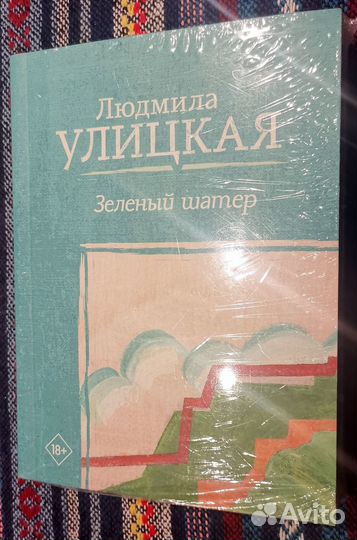 Людмила
УЛИЦКАЯ
Зеленый шатер
18+
Avito